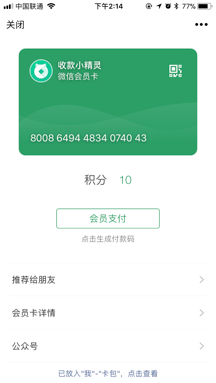 中国联通
下午2:14
77%
关闭
收款小精灵
微信会员卡
8008 6494 4834 0740 43
积分 10
会员支付
点击生成付款码
推荐给朋友
会员卡详情
公众号
已放入"我"-"卡包"，点击查看